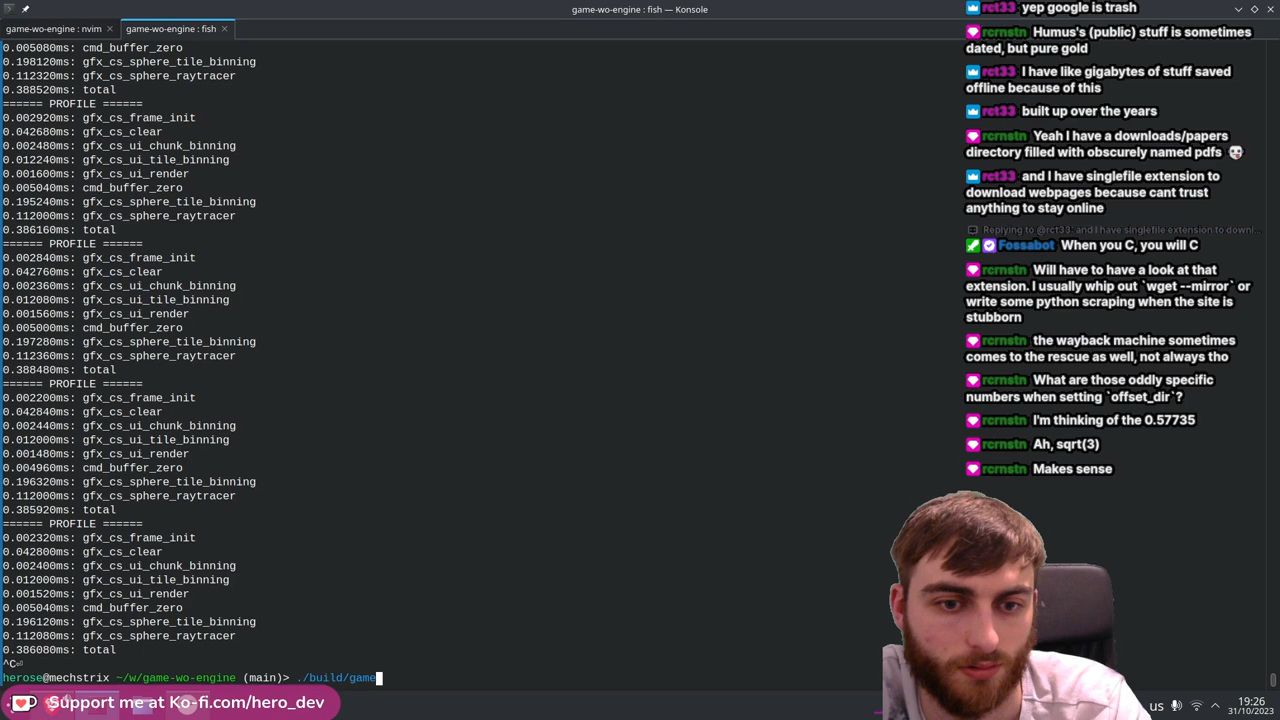 game-wo-engine : fish — Konsole
game-wo-engine : nvim
game-wo-engine : fish
0.005080ms: cmd_buffer_zero
0.198120ms: gfx_cs_sphere_tile_binning
0.112320ms: gfx_cs_sphere_raytracer
0.388520ms: total
====== PROFILE ======
0.002920ms: gfx_cs_frame_init
0.042680ms: gfx_cs_clear
0.002480ms: gfx_cs_ui_chunk_binning
0.012240ms: gfx_cs_ui_tile_binning
0.001600ms: gfx_cs_ui_render
0.005040ms: cmd_buffer_zero
0.195240ms: gfx_cs_sphere_tile_binning
0.112000ms: gfx_cs_sphere_raytracer
0.386160ms: total
====== PROFILE ======
0.002840ms: gfx_cs_frame_init
0.042760ms: gfx_cs_clear
0.002360ms: gfx_cs_ui_chunk_binning
0.012080ms: gfx_cs_ui_tile_binning
0.001560ms: gfx_cs_ui_render
0.005000ms: cmd_buffer_zero
0.197280ms: gfx_cs_sphere_tile_binning
0.112360ms: gfx_cs_sphere_raytracer
0.388480ms: total
====== PROFILE ======
0.002200ms: gfx_cs_frame_init
0.042840ms: gfx_cs_clear
0.002440ms: gfx_cs_ui_chunk_binning
0.012000ms: gfx_cs_ui_tile_binning
0.001480ms: gfx_cs_ui_render
0.004960ms: cmd_buffer_zero
0.196320ms: gfx_cs_sphere_tile_binning
0.112000ms: gfx_cs_sphere_raytracer
0.385920ms: total
====== PROFILE ======
0.002320ms: gfx_cs_frame_init
0.042800ms: gfx_cs_clear
0.002400ms: gfx_cs_ui_chunk_binning
0.012000ms: gfx_cs_ui_tile_binning
0.001520ms: gfx_cs_ui_render
0.005040ms: cmd_buffer_zero
0.196120ms: gfx_cs_sphere_tile_binning
0.112080ms: gfx_cs_sphere_raytracer
0.386080ms: total
^C⏎
herose@mechstrix ~/w/game-wo-engine (main)> ./build/game
rct33 yep google is trash
rcrnstn Humus's (public) stuff is sometimes
dated, but pure gold
rct33 I have like gigabytes of stuff saved
offline because of this
rct33 built up over the years
rcrnstn Yeah I have a downloads/papers
directory filled with obscurely named pdfs
rct33 and I have singlefile extension to
download webpages because cant trust
anything to stay online
Replying to @rct33: and I have singlefile extension to downl...
Fossabot When you C, you will C
rcrnstn Will have to have a look at that
extension. I usually whip out `wget --mirror` or
write some python scraping when the site is
stubborn
rcrnstn the wayback machine sometimes
comes to the rescue as well, not always tho
rcrnstn What are those oddly specific
numbers when setting `offset_dir`?
rcrnstn I'm thinking of the 0.57735
rcrnstn Ah, sqrt(3)
rcrnstn Makes sense
Support me at Ko-fi.com/hero_dev
us
19:26
31/10/2023